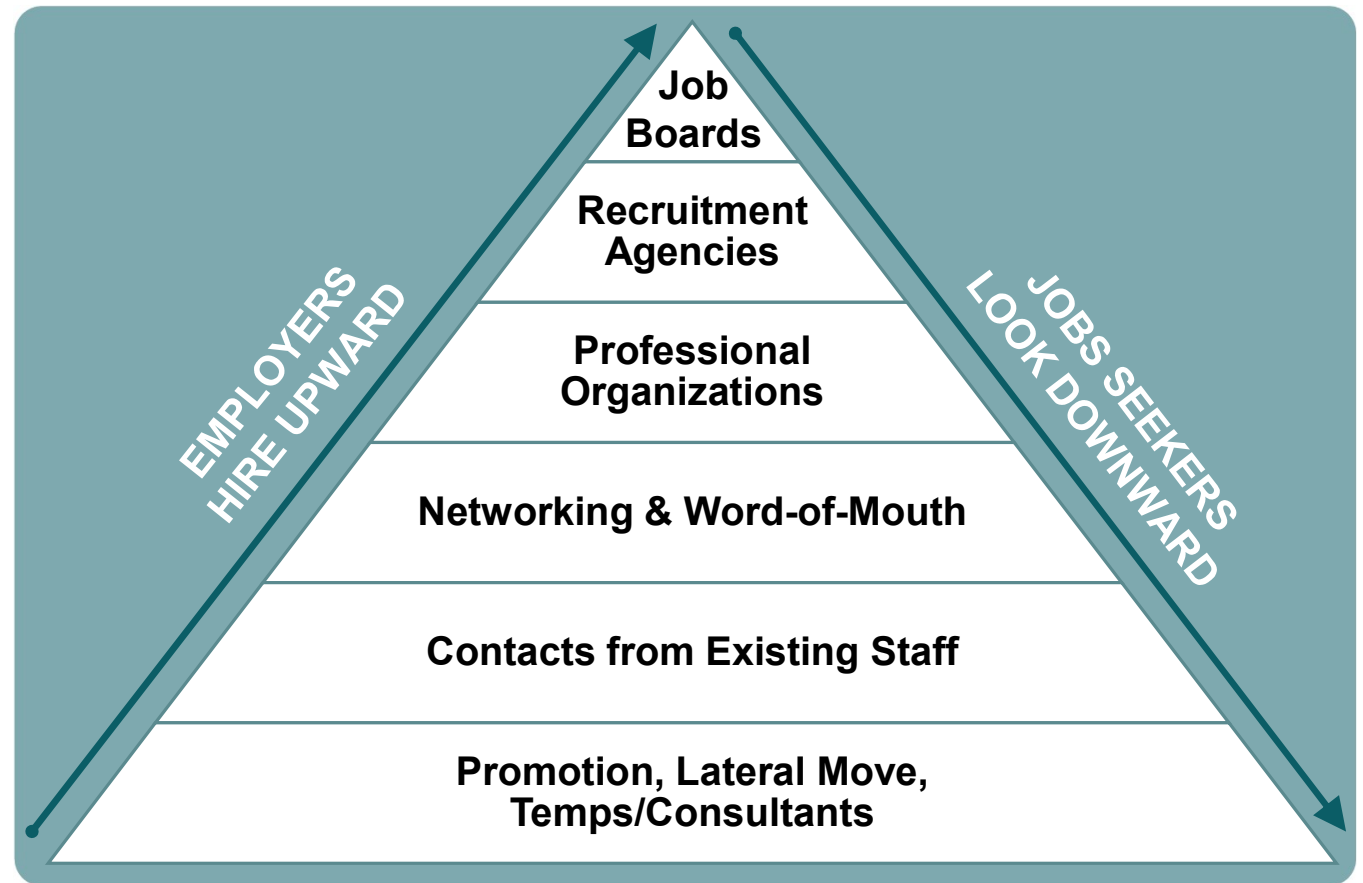 Job
Boards
Recruitment
Agencies
Professional
Organizations
Networking & Word-of-Mouth
Contacts from Existing Staff
Promotion, Lateral Move,
Temps/Consultants
EMPLOYERS
HIRE UPWARD
JOBS SEEKERS
LOOK DOWNWARD